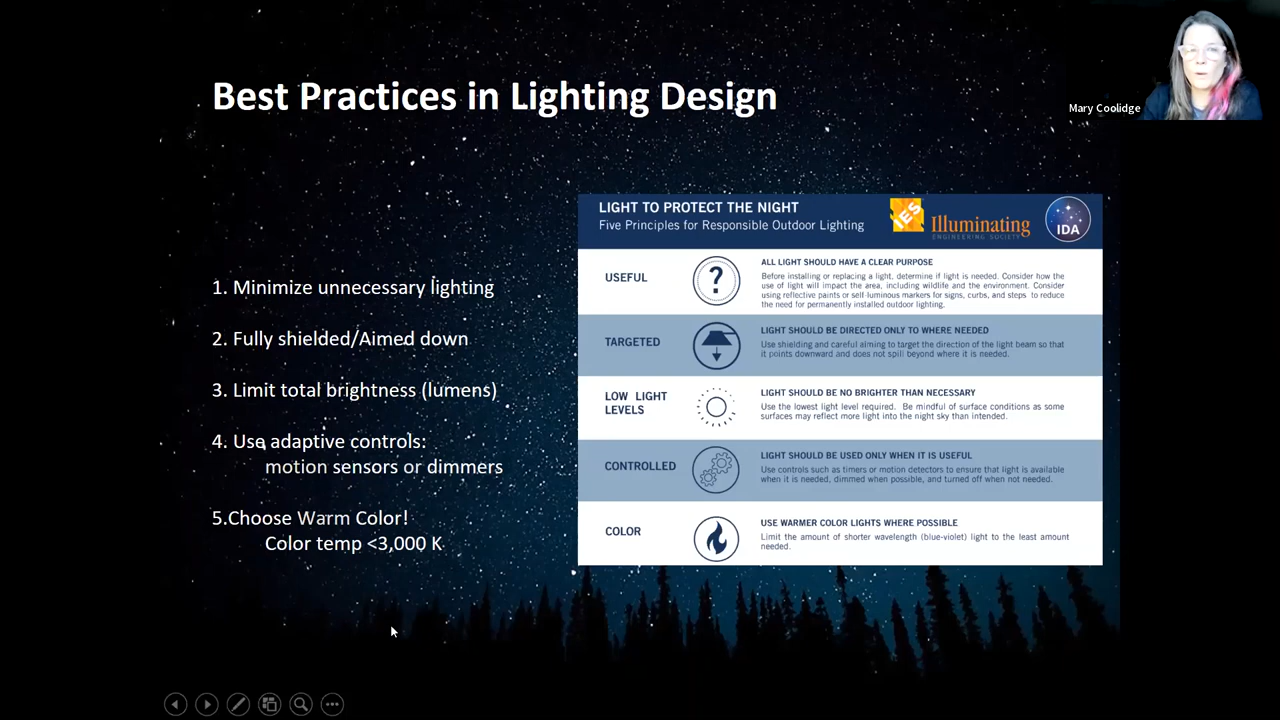 Best Practices in Lighting Design
Mary Coolidge
1. Minimize unnecessary lighting
2. Fully shielded/Aimed down
3. Limit total brightness (lumens)
4. Use adaptive controls:
motion sensors or dimmers
5.Choose Warm Color!
Color temp <3,000 K
LIGHT TO PROTECT THE NIGHT
Five Principles for Responsible Outdoor Lighting
IES
Illuminating
ENGINEERING SOCIETY
IDA
USEFUL
?
ALL LIGHT SHOULD HAVE A CLEAR PURPOSE
Before installing or replacing a light, determine if light is needed. Consider how the
use of light will impact the area, including wildlife and the environment. Consider
using reflective paints or self-luminous markers for signs, curbs, and steps to reduce
the need for permanently installed outdoor lighting.
TARGETED
LIGHT SHOULD BE DIRECTED ONLY TO WHERE NEEDED
Use shielding and careful aiming to target the direction of the light beam so that
it points downward and does not spill beyond where it is needed.
LOW LIGHT
LEVELS
LIGHT SHOULD BE NO BRIGHTER THAN NECESSARY
Use the lowest light level required. Be mindful of surface conditions as some
surfaces may reflect more light into the night sky than intended.
CONTROLLED
LIGHT SHOULD BE USED ONLY WHEN IT IS USEFUL
Use controls such as timers or motion detectors to ensure that light is available
when it is needed, dimmed when possible, and turned off when not needed.
COLOR
USE WARMER COLOR LIGHTS WHERE POSSIBLE
Limit the amount of shorter wavelength (blue-violet) light to the least amount
needed.